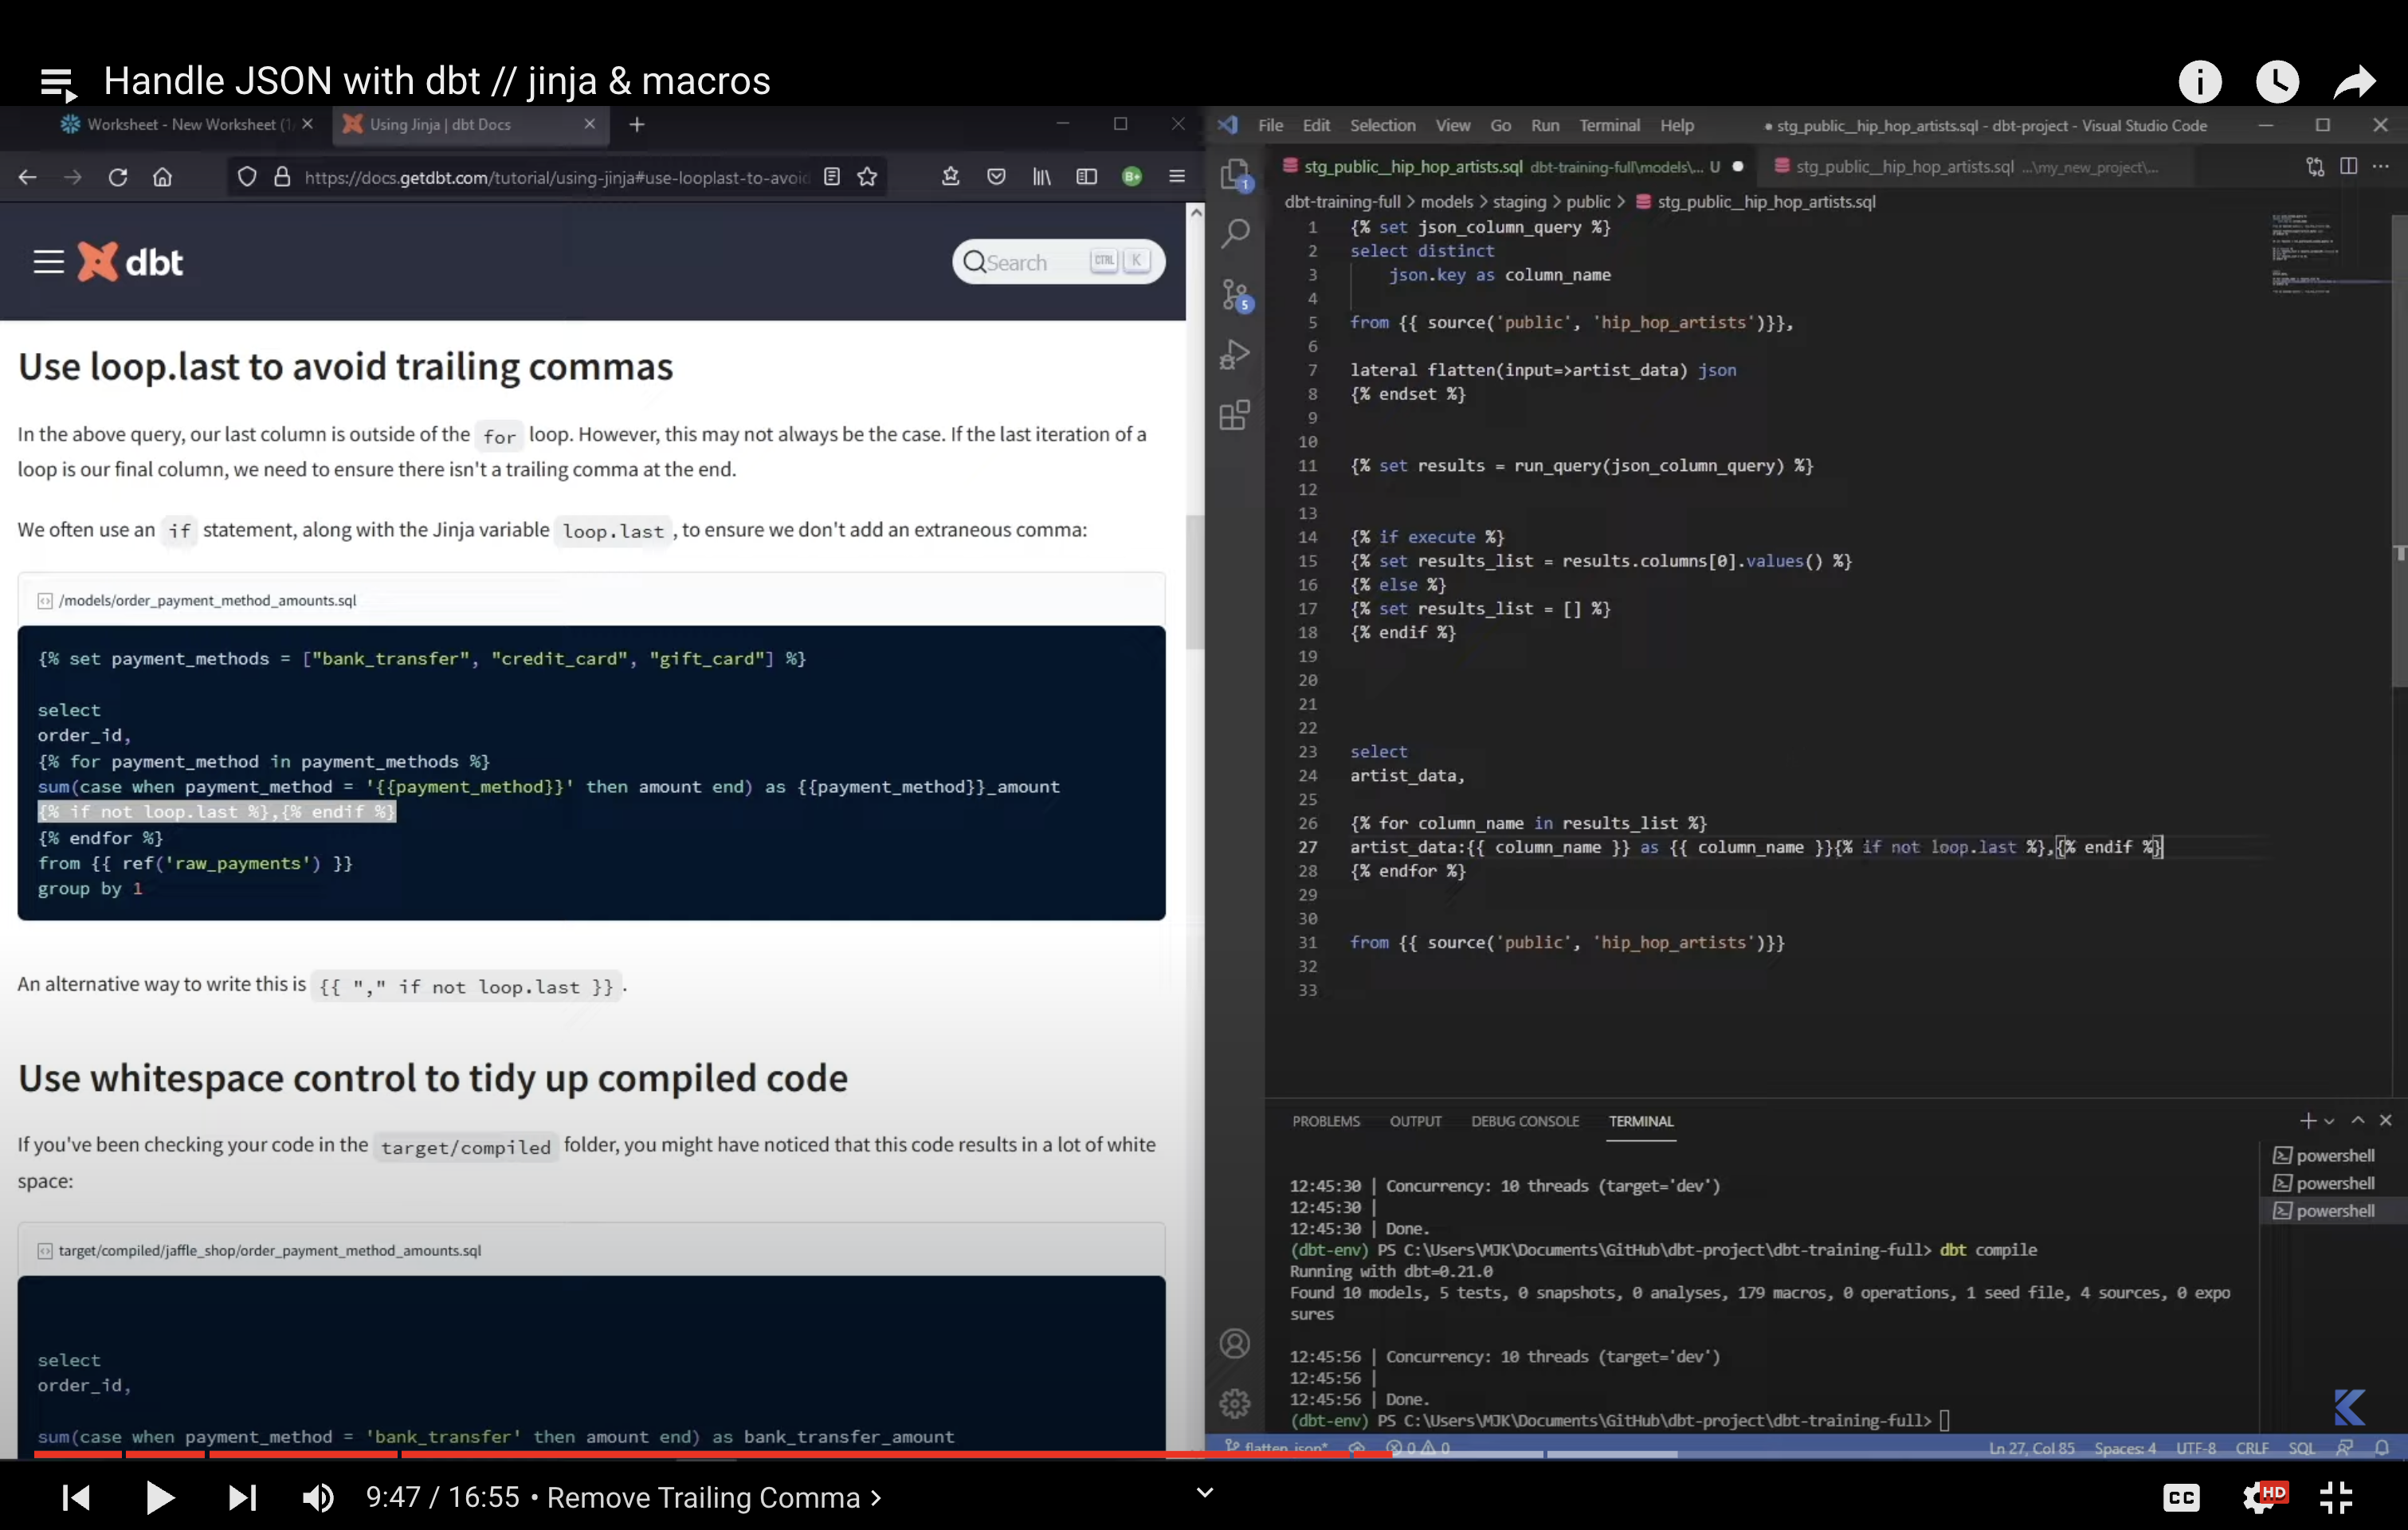 Handle JSON with dbt // jinja & macros
Worksheet - New Worksheet (1
Using Jinja | dbt Docs
https://docs.getdbt.com/tutorial/using-jinja#use-looplast-to-avoid
dbt
Search CTRL K
Use loop.last to avoid trailing commas
In the above query, our last column is outside of the for loop. However, this may not always be the case. If the last iteration of a
loop is our final column, we need to ensure there isn't a trailing comma at the end.
We often use an if statement, along with the Jinja variable loop.last, to ensure we don't add an extraneous comma:
/models/order_payment_method_amounts.sql
{% set payment_methods = ["bank_transfer", "credit_card", "gift_card"] %}
select
order_id,
{% for payment_method in payment_methods %}
sum(case when payment_method = '{{payment_method}}' then amount end) as {{payment_method}}_amount
{% if not loop.last %},{% endif %}
{% endfor %}
from {{ ref('raw_payments') }}
group by 1
An alternative way to write this is {{ "," if not loop.last }}.
Use whitespace control to tidy up compiled code
If you've been checking your code in the target/compiled folder, you might have noticed that this code results in a lot of white
space:
target/compiled/jaffle_shop/order_payment_method_amounts.sql
select
order_id,
sum(case when payment_method = 'bank_transfer' then amount end) as bank_transfer_amount
File Edit Selection View Go Run Terminal Help
● stg_public__hip_hop_artists.sql - dbt-project - Visual Studio Code
stg_public__hip_hop_artists.sql dbt-training-full\models\... U ●
stg_public__hip_hop_artists.sql ...\my_new_project\...
dbt-training-full > models > staging > public > stg_public__hip_hop_artists.sql
1
5
B+
1 {% set json_column_query %}
2 select distinct
3 json.key as column_name
4
5 from {{ source('public', 'hip_hop_artists')}},
6
7 lateral flatten(input=>artist_data) json
8 {% endset %}
9
10
11 {% set results = run_query(json_column_query) %}
12
13
14 {% if execute %}
15 {% set results_list = results.columns[0].values() %}
16 {% else %}
17 {% set results_list = [] %}
18 {% endif %}
19
20
21
22
23 select
24 artist_data,
25
26 {% for column_name in results_list %}
27 artist_data:{{ column_name }} as {{ column_name }}{% if not loop.last %},{% endif %}
28 {% endfor %}
29
30
31 from {{ source('public', 'hip_hop_artists')}}
32
33
PROBLEMS OUTPUT DEBUG CONSOLE TERMINAL
12:45:30 | Concurrency: 10 threads (target='dev')
12:45:30 |
12:45:30 | Done.
(dbt-env) PS C:\Users\MJK\Documents\GitHub\dbt-project\dbt-training-full> dbt compile
Running with dbt=0.21.0
Found 10 models, 5 tests, 0 snapshots, 0 analyses, 179 macros, 0 operations, 1 seed file, 4 sources, 0 expo
sures
12:45:56 | Concurrency: 10 threads (target='dev')
12:45:56 |
12:45:56 | Done.
(dbt-env) PS C:\Users\MJK\Documents\GitHub\dbt-project\dbt-training-full>
powershell
powershell
powershell
flatten_json* 0 0
Ln 27, Col 85 Spaces: 4 UTF-8 CRLF SQL
9:47 / 16:55 • Remove Trailing Comma >
CC
HD